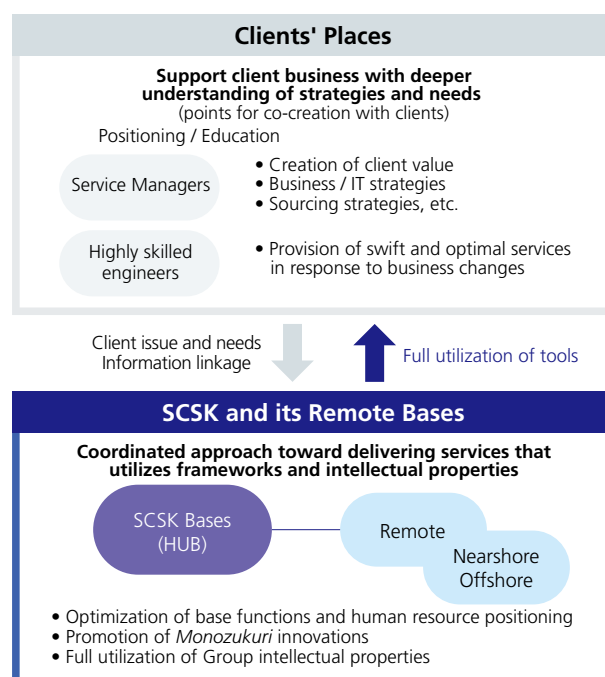 Clients' Places
Support client business with deeper
understanding of strategies and needs
(points for co-creation with clients)
Positioning / Education
Service Managers
• Creation of client value
• Business / IT strategies
• Sourcing strategies, etc.
Highly skilled
engineers
• Provision of swift and optimal services
in response to business changes
Client issue and needs
Information linkage
Full utilization of tools
SCSK and its Remote Bases
Coordinated approach toward delivering services that
utilizes frameworks and intellectual properties
SCSK Bases
(HUB)
Remote
Nearshore
Offshore
• Optimization of base functions and human resource positioning
• Promotion of Monozukuri innovations
• Full utilization of Group intellectual properties